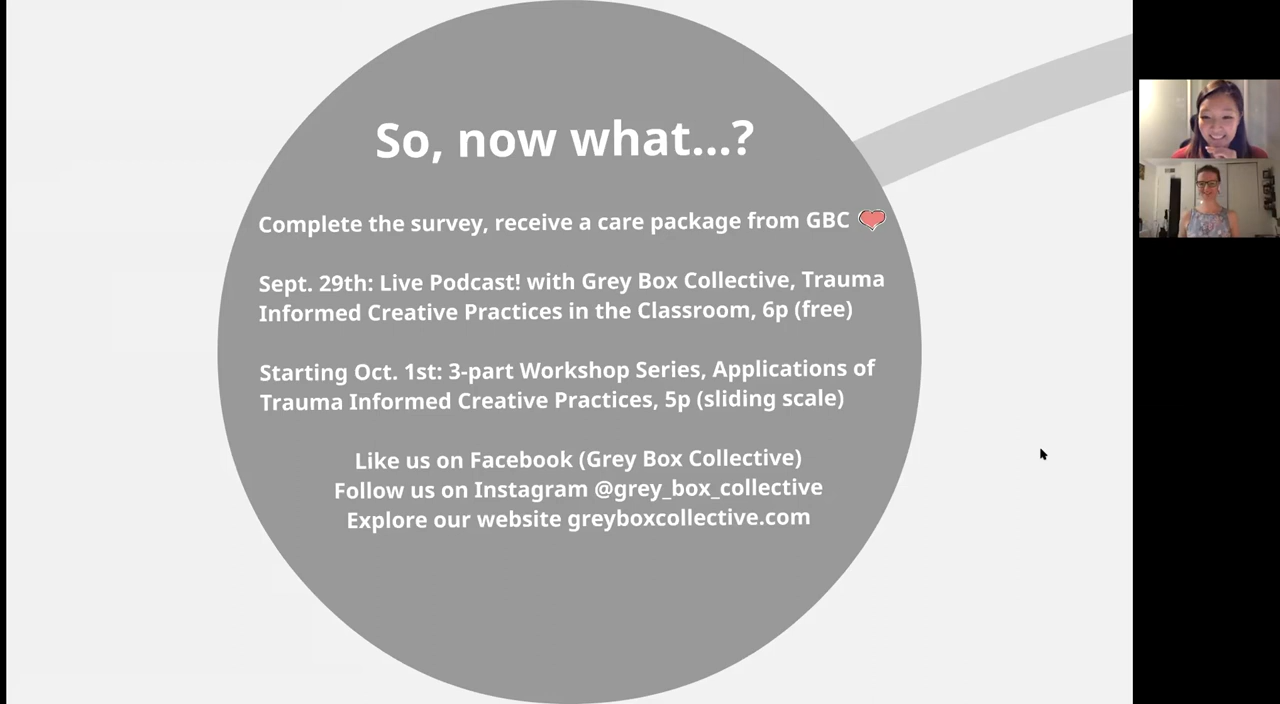 So, now what...?
Complete the survey, receive a care package from GBC
Sept. 29th: Live Podcast! with Grey Box Collective, Trauma
Informed Creative Practices in the Classroom, 6p (free)
Starting Oct. 1st: 3-part Workshop Series, Applications of
Trauma Informed Creative Practices, 5p (sliding scale)
Like us on Facebook (Grey Box Collective)
Follow us on Instagram @grey_box_collective
Explore our website greyboxcollective.com